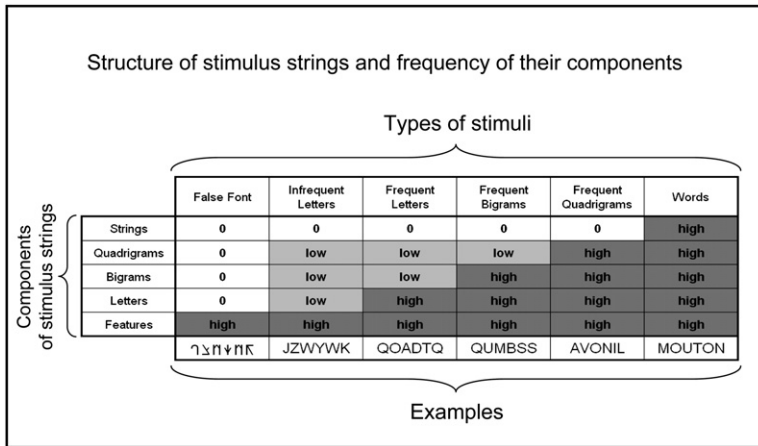 Structure of stimulus strings and frequency of their components
Types of stimuli
False Font Infrequent Letters Frequent Letters Frequent Bigrams Frequent Quadrigrams Words
Components of stimulus strings
Strings 0 0 0 0 0 high
Quadrigrams 0 low low low high high
Bigrams 0 low low high high high
Letters 0 low high high high high
Features high high high high high high
JZWYWK QOADTQ QUMBSS AVONIL MOUTON
Examples